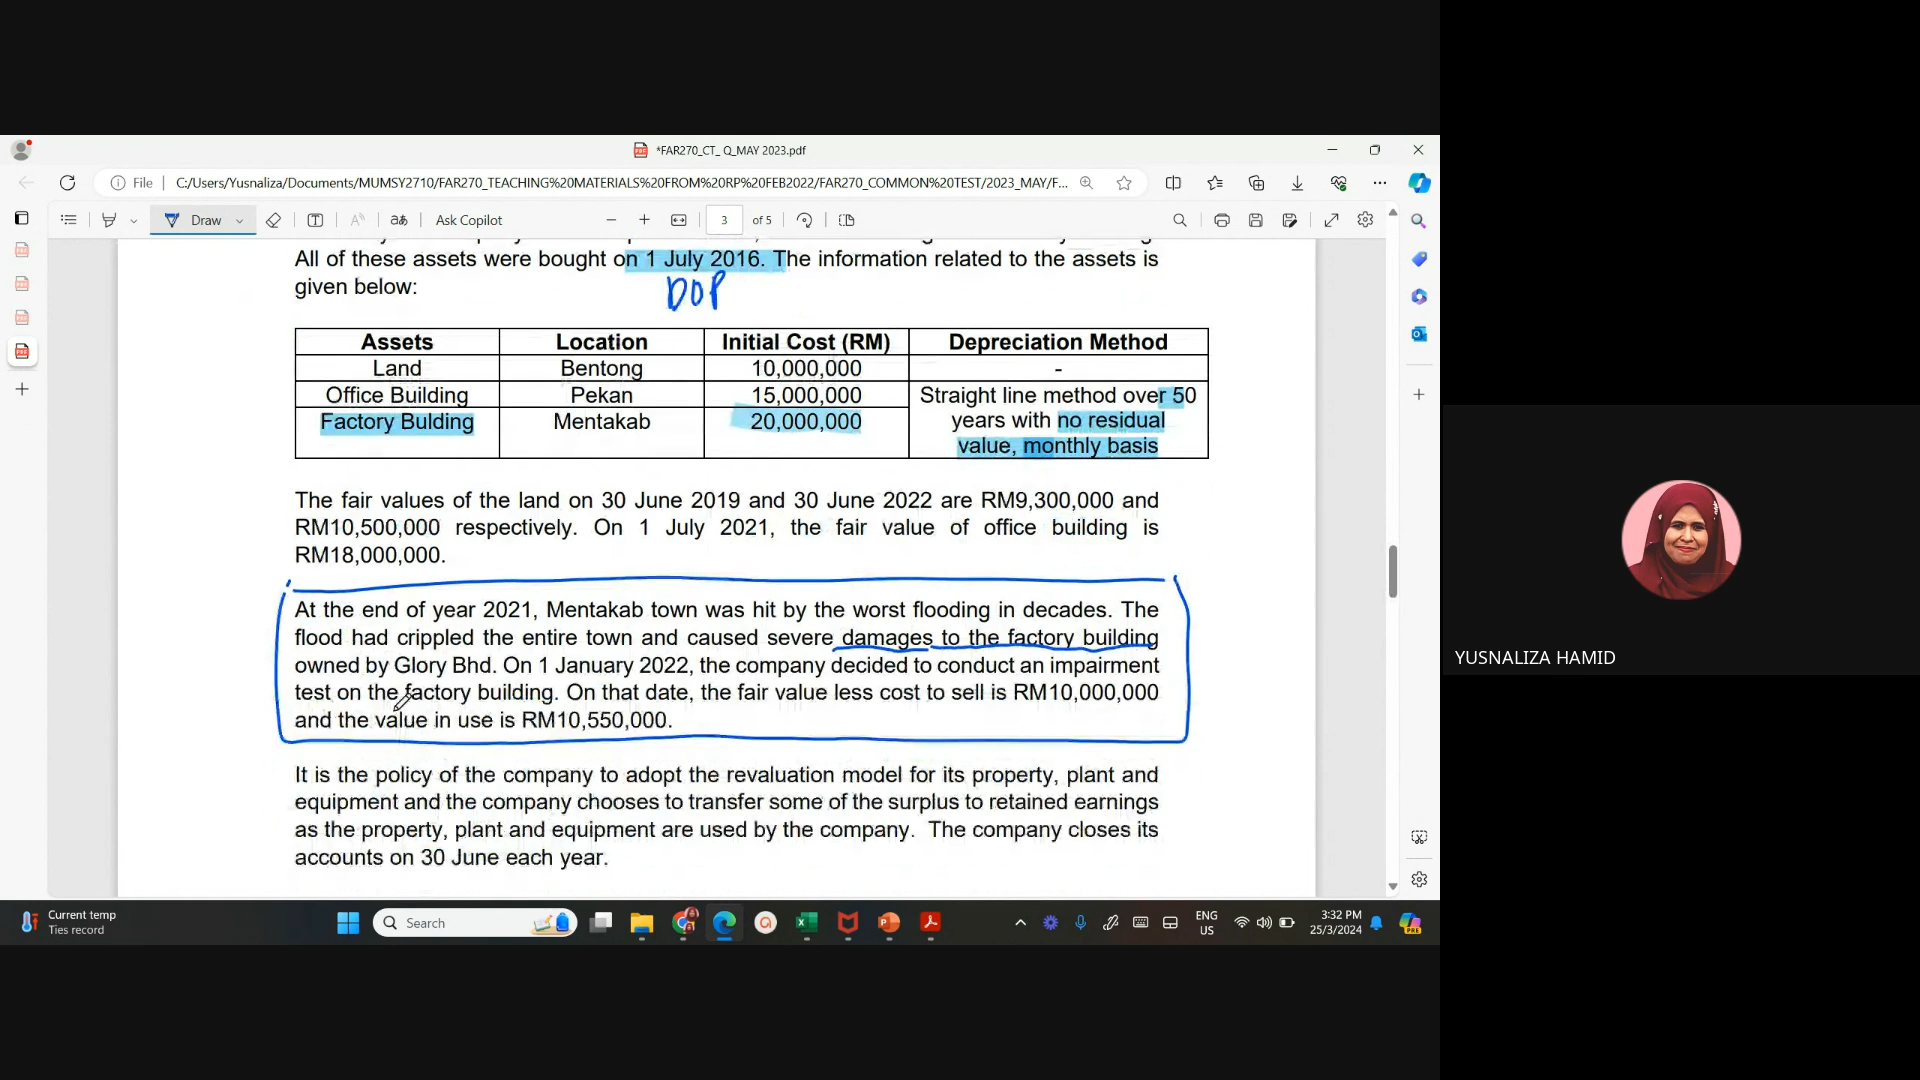 *FAR270_CT_ Q_MAY 2023.pdf
File
C:/Users/Yusnaliza/Documents/MUMSY2710/FAR270_TEACHING%20MATERIALS%20FROM%20RP%20FEB2022/FAR270_COMMON%20TEST/2023_MAY/F...
Draw
Ask Copilot
3 of 5
All of these assets were bought on 1 July 2016. The information related to the assets is
given below:
DOP
Assets Location Initial Cost (RM) Depreciation Method
Land Bentong 10,000,000 -
Office Building Pekan 15,000,000 Straight line method over 50
Factory Bulding Mentakab 20,000,000 years with no residual
value, monthly basis
The fair values of the land on 30 June 2019 and 30 June 2022 are RM9,300,000 and
RM10,500,000 respectively. On 1 July 2021, the fair value of office building is
RM18,000,000.
At the end of year 2021, Mentakab town was hit by the worst flooding in decades. The
flood had crippled the entire town and caused severe damages to the factory building
owned by Glory Bhd. On 1 January 2022, the company decided to conduct an impairment
test on the factory building. On that date, the fair value less cost to sell is RM10,000,000
and the value in use is RM10,550,000.
It is the policy of the company to adopt the revaluation model for its property, plant and
equipment and the company chooses to transfer some of the surplus to retained earnings
as the property, plant and equipment are used by the company. The company closes its
accounts on 30 June each year.
YUSNALIZA HAMID
Current temp
Ties record
Search
ENG
US
3:32 PM
25/3/2024
PRE